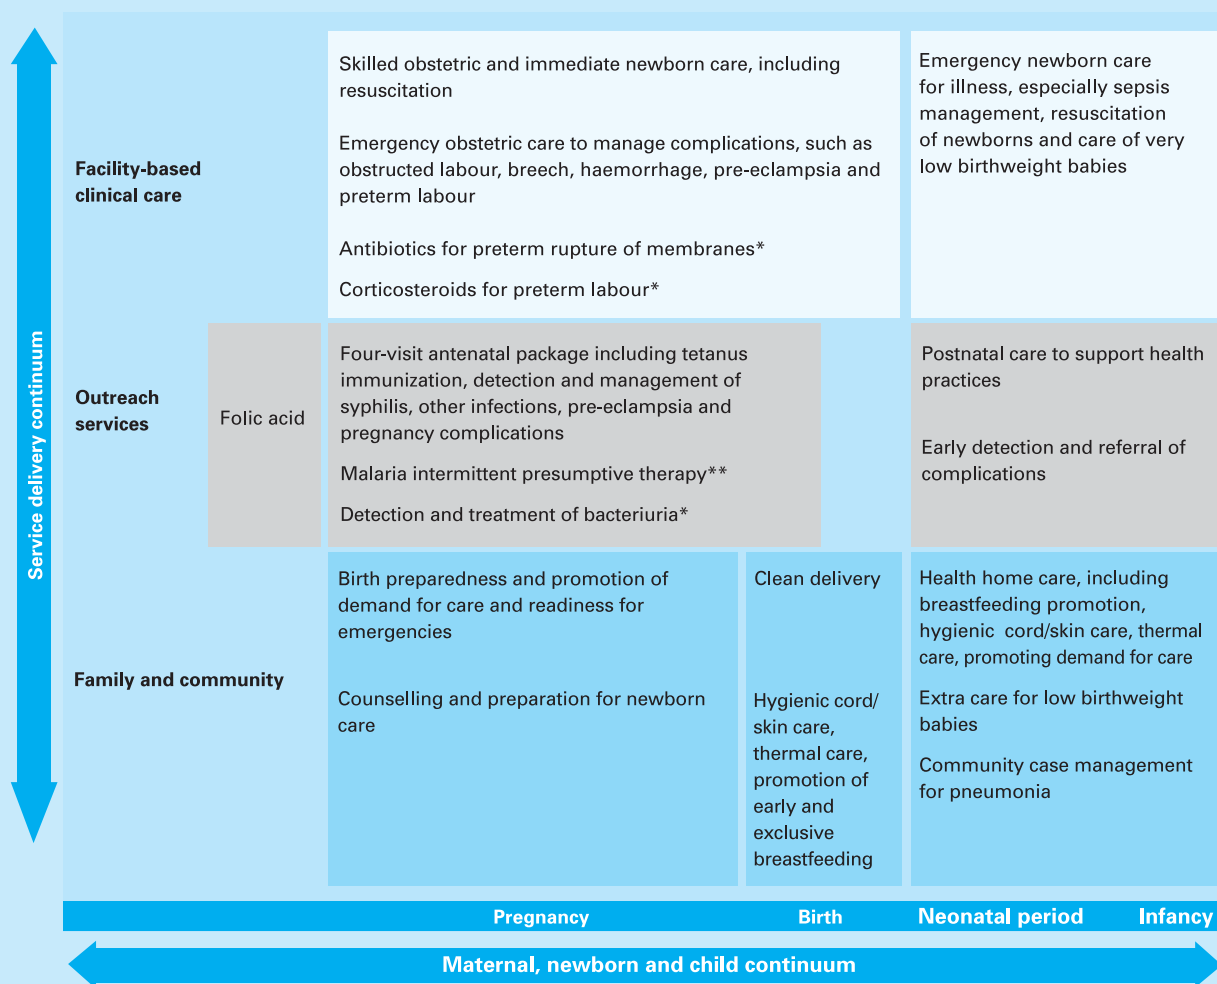 Service delivery continuum
Facility-based
clinical care
Skilled obstetric and immediate newborn care, including
resuscitation
Emergency obstetric care to manage complications, such as
obstructed labour, breech, haemorrhage, pre-eclampsia and
preterm labour
Antibiotics for preterm rupture of membranes*
Corticosteroids for preterm labour*
Emergency newborn care
for illness, especially sepsis
management, resuscitation
of newborns and care of very
low birthweight babies
Outreach
services
Folic acid
Four-visit antenatal package including tetanus
immunization, detection and management of
syphilis, other infections, pre-eclampsia and
pregnancy complications
Malaria intermittent presumptive therapy**
Detection and treatment of bacteriuria*
Postnatal care to support health
practices
Early detection and referral of
complications
Family and community
Birth preparedness and promotion of
demand for care and readiness for
emergencies
Counselling and preparation for newborn
care
Clean delivery
Hygienic cord/
skin care,
thermal care,
promotion of
early and
exclusive
breastfeeding
Health home care, including
breastfeeding promotion,
hygienic cord/skin care, thermal
care, promoting demand for care
Extra care for low birthweight
babies
Community case management
for pneumonia
Pregnancy
Birth
Neonatal period
Infancy
Maternal, newborn and child continuum